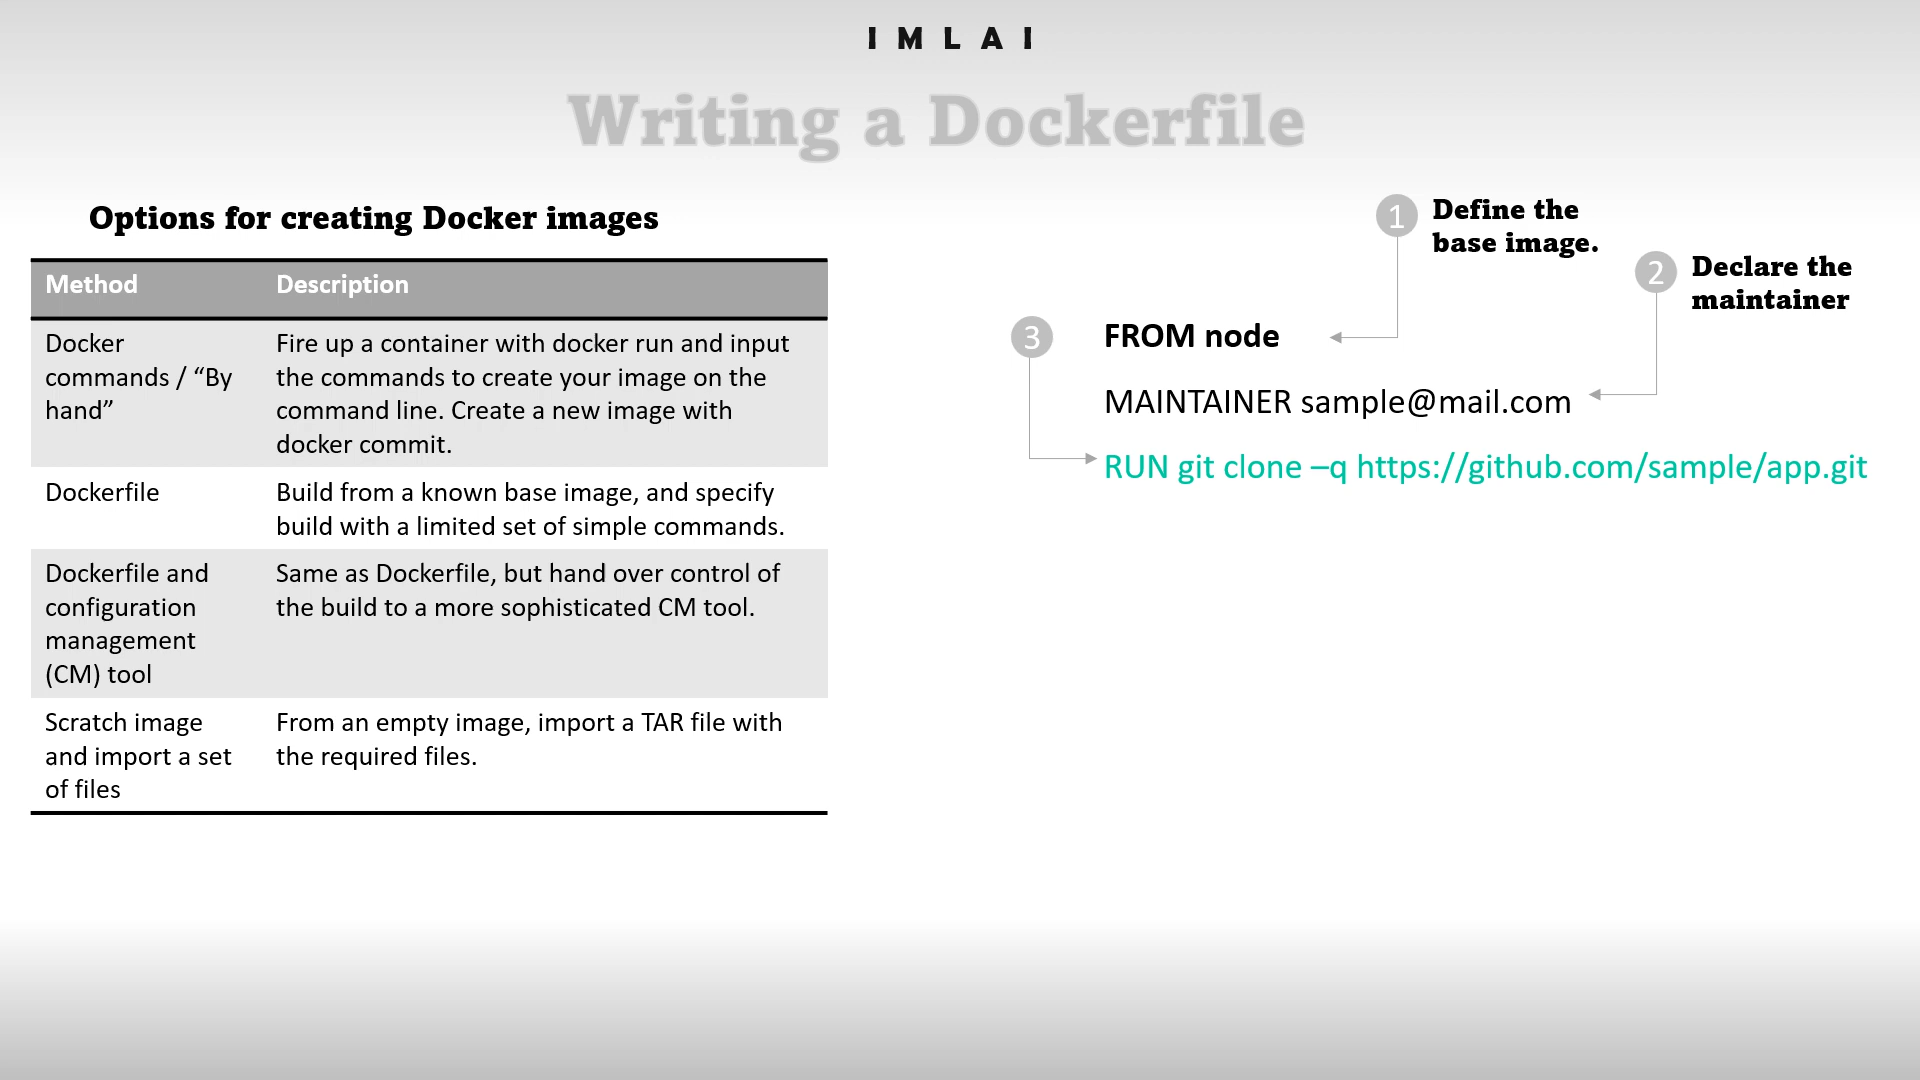 I M L A I
Writing a Dockerfile
Options for creating Docker images
Method Description
Docker
commands / “By
hand”
Fire up a container with docker run and input
the commands to create your image on the
command line. Create a new image with
docker commit.
Dockerfile
Build from a known base image, and specify
build with a limited set of simple commands.
Dockerfile and
configuration
management
(CM) tool
Same as Dockerfile, but hand over control of
the build to a more sophisticated CM tool.
Scratch image
and import a set
of files
From an empty image, import a TAR file with
the required files.
1
Define the
base image.
2
Declare the
maintainer
3
FROM node
MAINTAINER sample@mail.com
RUN git clone –q https://github.com/sample/app.git